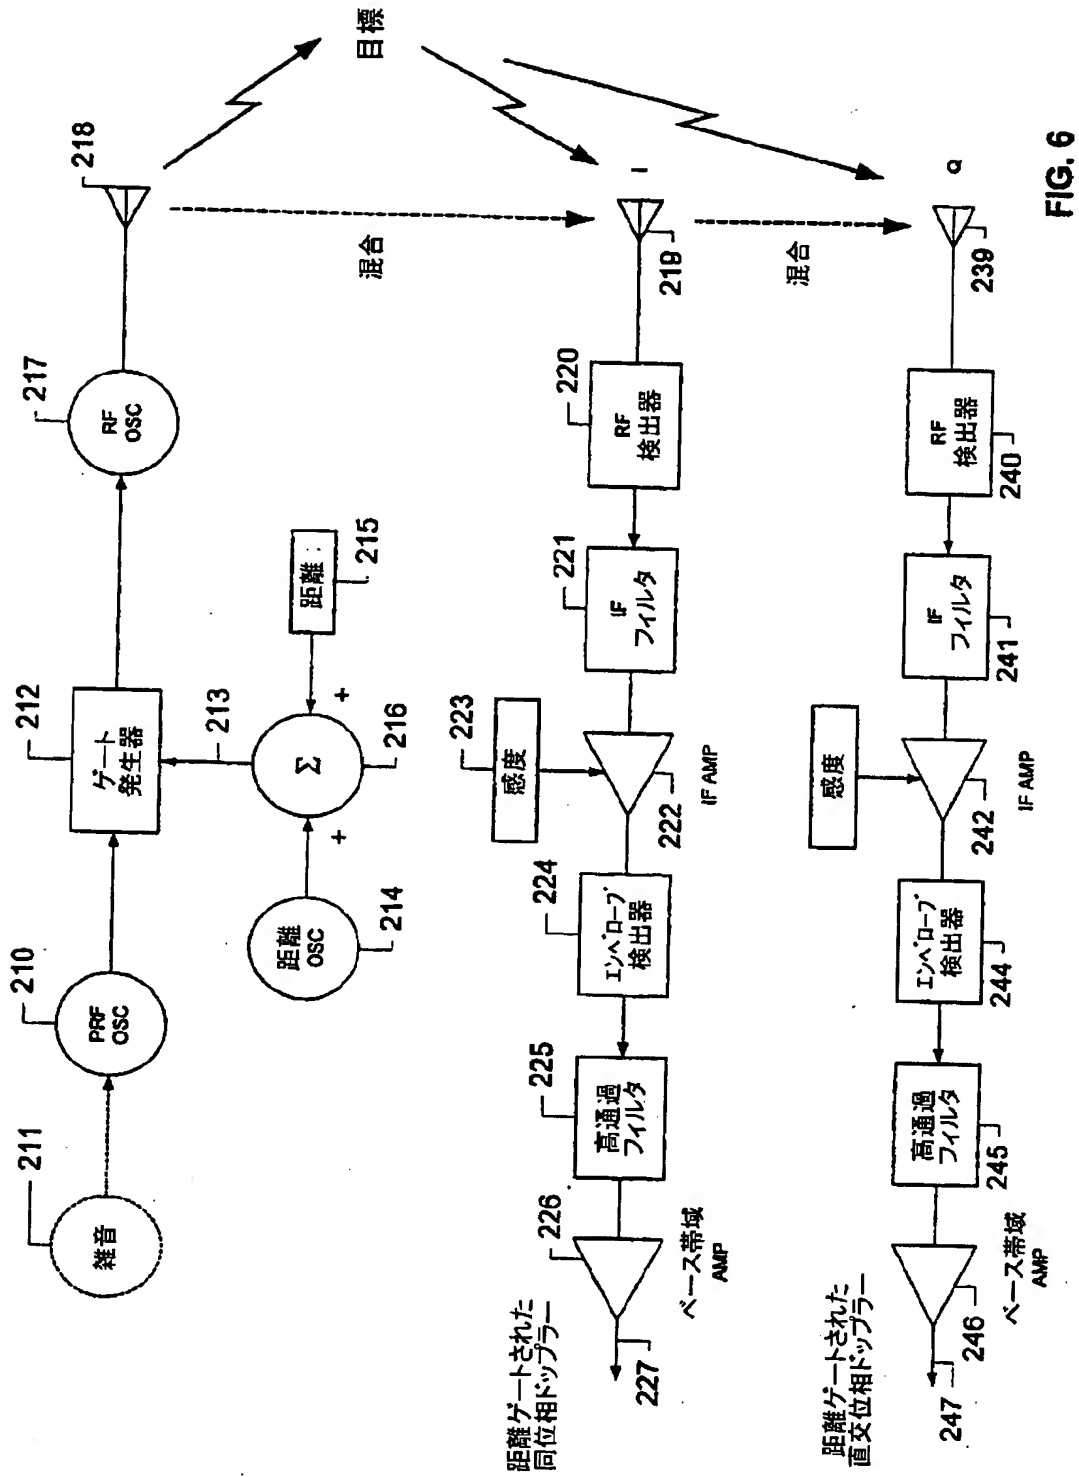 211
雑音
210
PRF
OSC
212
ゲート
発生器
217
RF
OSC
218
目標
213
距離
OSC
214
+
Σ
+
216
距離:
215
混合
距離ゲートされた
同位相ドップラー
227
226
ベース帯域
AMP
225
高通過
フィルタ
224
エンベロープ
検出器
223
感度
222
IF AMP
221
IF
フィルタ
220
RF
検出器
219
I
混合
距離ゲートされた
直交位相ドップラー
247
246
ベース帯域
AMP
高通過
フィルタ
245
エンベロープ
検出器
244
感度
242
IF AMP
IF
フィルタ
241
RF
検出器
240
239
Q
FIG. 6